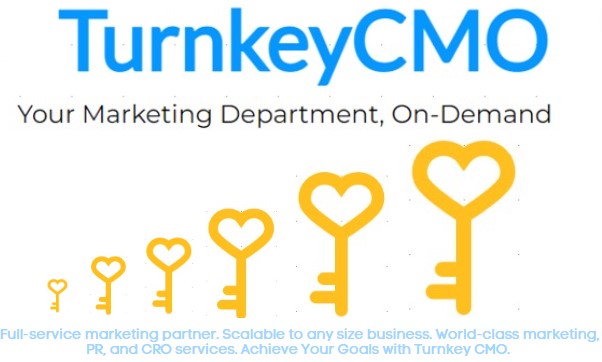 TurnkeyCMO
Your Marketing Department, On-Demand
Full-service marketing partner. Scalable to any size business. World-class marketing,
PR, and CRO services. Achieve Your Goals with Turnkey CMO.